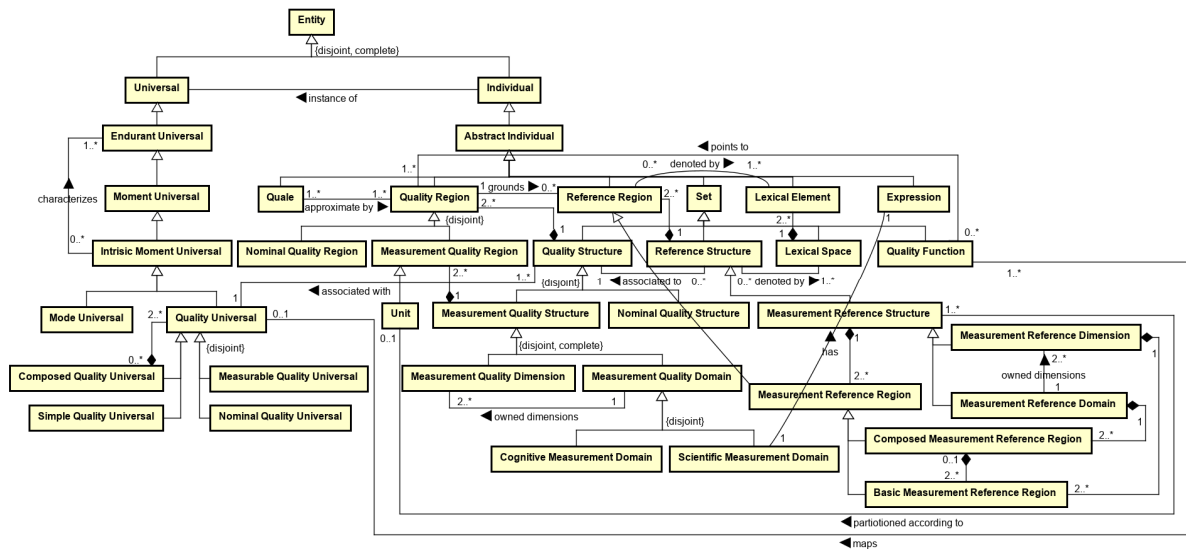 Entity
{disjoint, complete}
Universal
Individual
◀ instance of
Endurant Universal
Abstract Individual
1..*
◀ points to
0..* denoted by ▶ 1..*
1..*
characterizes
Moment Universal
Quale
1..* 1..*
approximate by ▶
Quality Region
1 grounds ▶ 0..*
Reference Region
Set
Lexical Element
Expression
2..*
2..*
2..*
1
{disjoint}
0..*
Intrisic Moment Universal
Nominal Quality Region
Measurement Quality Region
1
Quality Structure
1
Reference Structure
1
Lexical Space
0..*
Quality Function
1..*
2..*
1..*
{disjoint}
1 ◀ associated to 0..*
0..* denoted by ▶ 1..*
◀ associated with
1
1
Mode Universal
2..*
Quality Universal
0..1
Unit
0..1
Measurement Quality Structure
Nominal Quality Structure
Measurement Reference Structure
1..*
{disjoint}
{disjoint, complete}
has
1
Measurement Reference Dimension
1
0..*
2..*
Composed Quality Universal
Measurable Quality Universal
Measurement Quality Dimension
Measurement Quality Domain
2..*
owned dimensions
1
2..* 1
◀ owned dimensions
Measurement Reference Region
Measurement Reference Domain
1
Simple Quality Universal
Nominal Quality Universal
{disjoint}
1
Composed Measurement Reference Region
2..*
Cognitive Measurement Domain
Scientific Measurement Domain
0..1
2..*
Basic Measurement Reference Region
2..*
◀ partiotioned according to
◀ maps